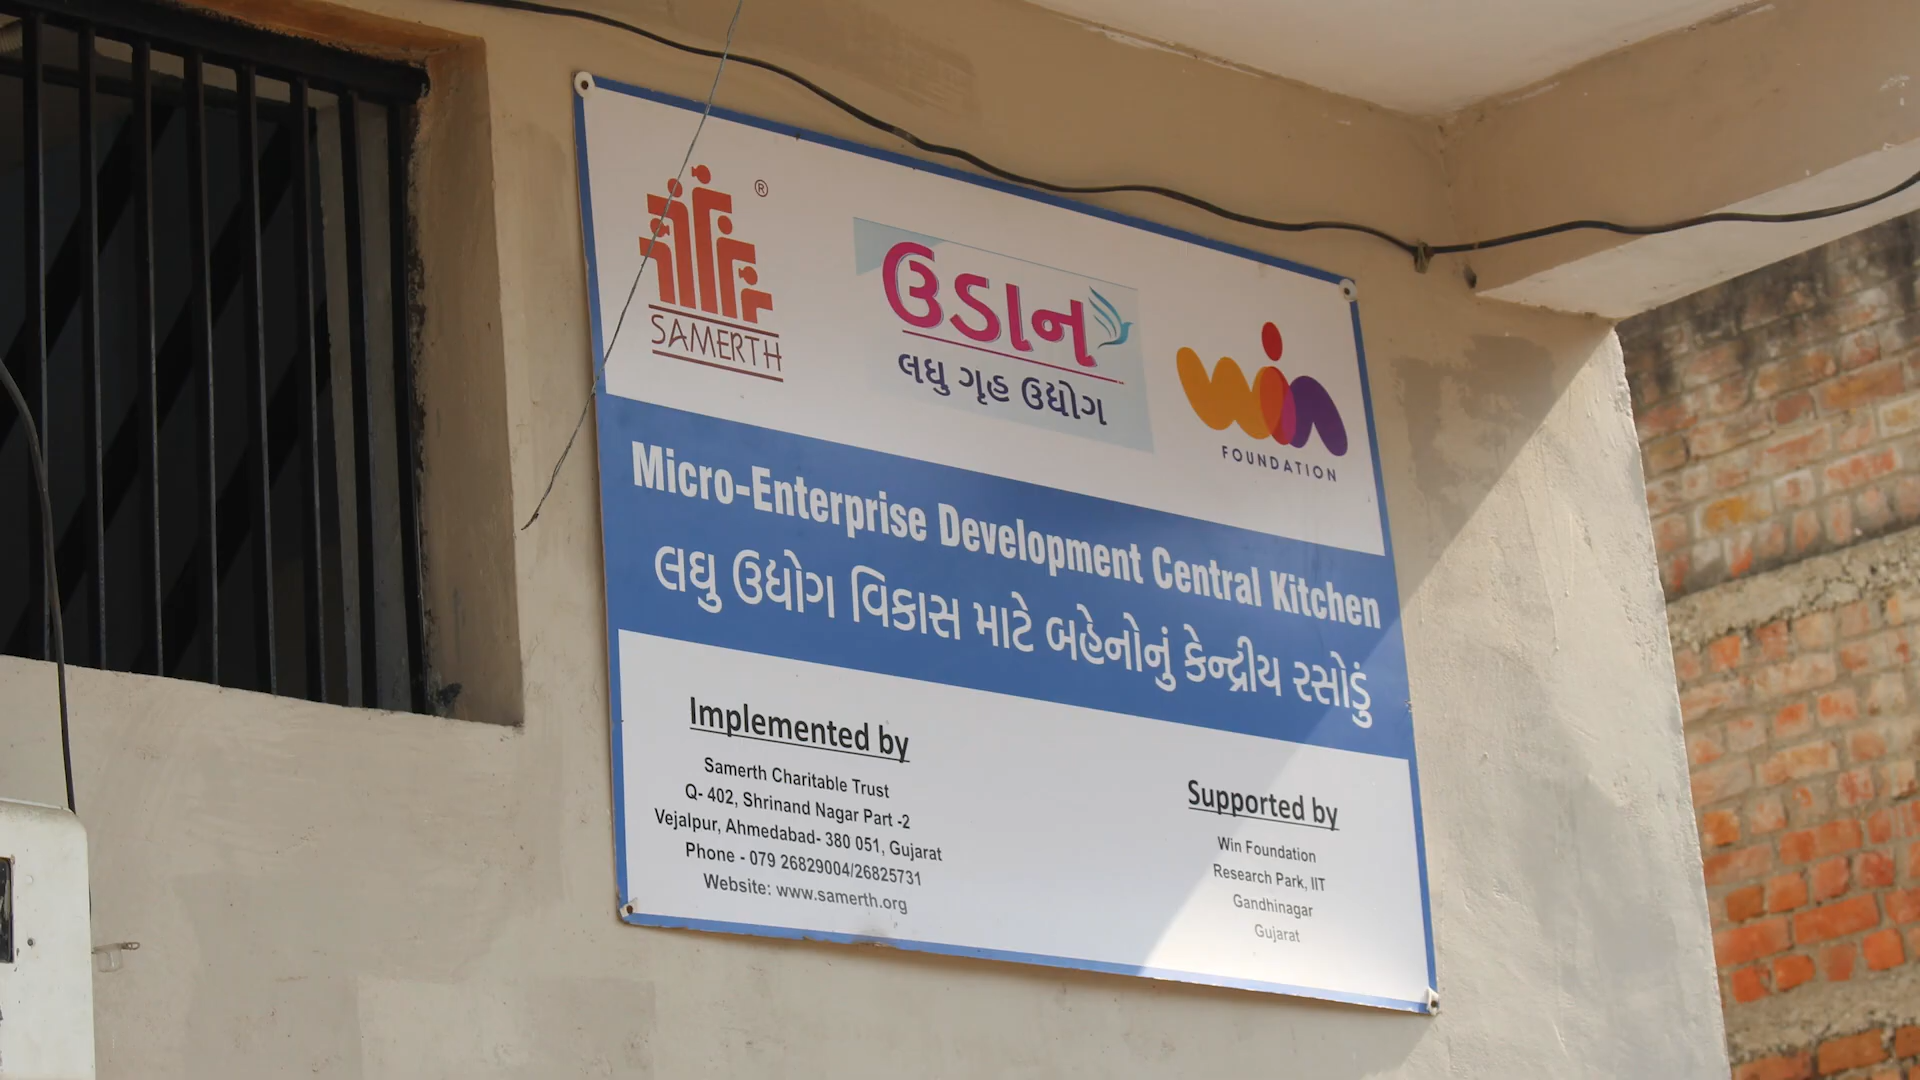 ®
SAMERTH
ઉડાન
લઘુ ગૃહ ઉદ્યોગ
win
FOUNDATION
Micro-Enterprise Development Central Kitchen
લઘુ ઉદ્યોગ વિકાસ માટે બહેનોનું કેન્દ્રીય રસોડું
Implemented by
Samerth Charitable Trust
Q- 402, Shrinand Nagar Part -2
Vejalpur, Ahmedabad- 380 051, Gujarat
Phone - 079 26829004/26825731
Website: www.samerth.org
Supported by
Win Foundation
Research Park, IIT
Gandhinagar
Gujarat